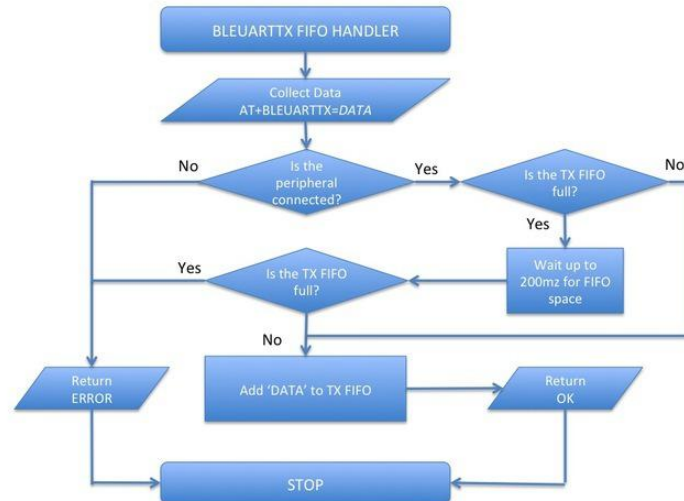 BLEUARTTX FIFO HANDLER
Collect Data
AT+BLEUARTTX=DATA
No
Is the
peripheral
connected?
Yes
Is the TX FIFO
full?
No
Yes
Wait up to
200mz for FIFO
space
Is the TX FIFO
full?
Yes
No
Add ‘DATA’ to TX FIFO
Return
ERROR
Return
OK
STOP